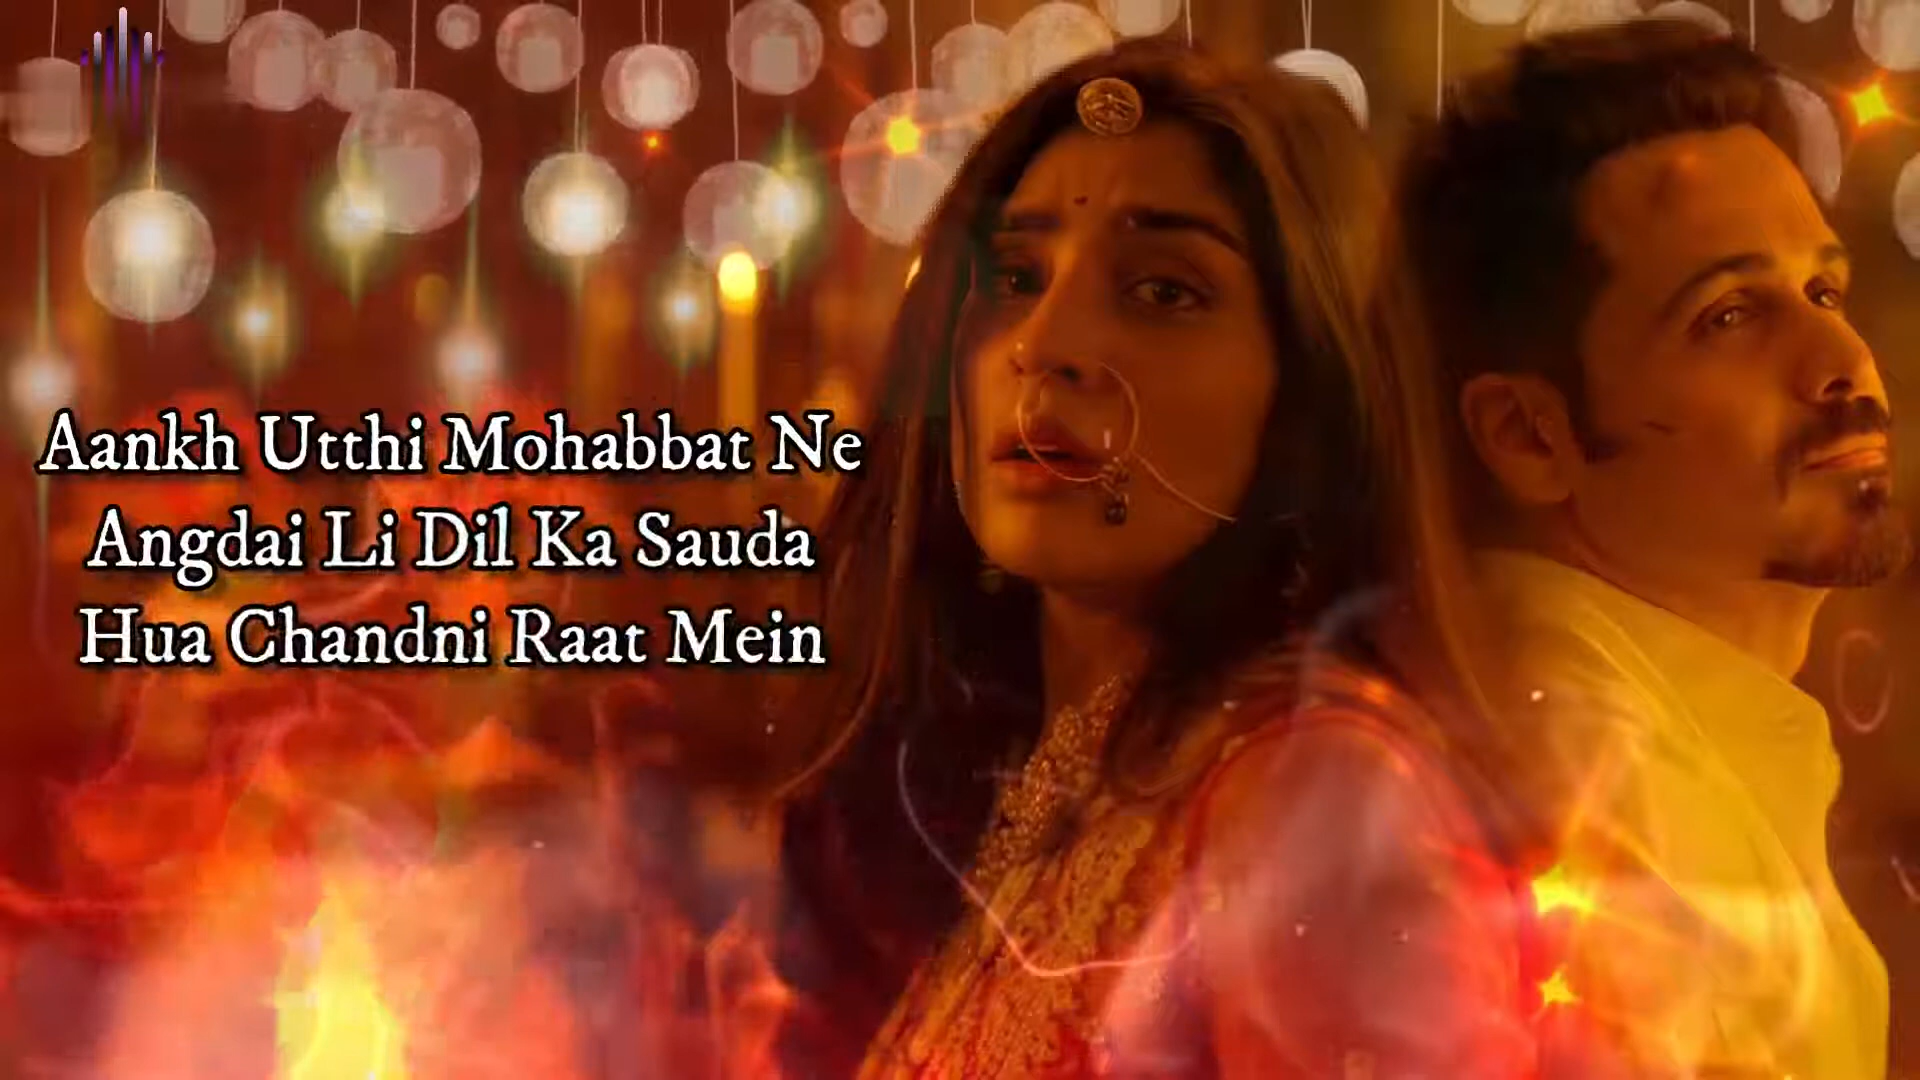 Aankh Utthi Mohabbat Ne
Angdai Li Dil Ka Sauda
Hua Chandni Raat Mein